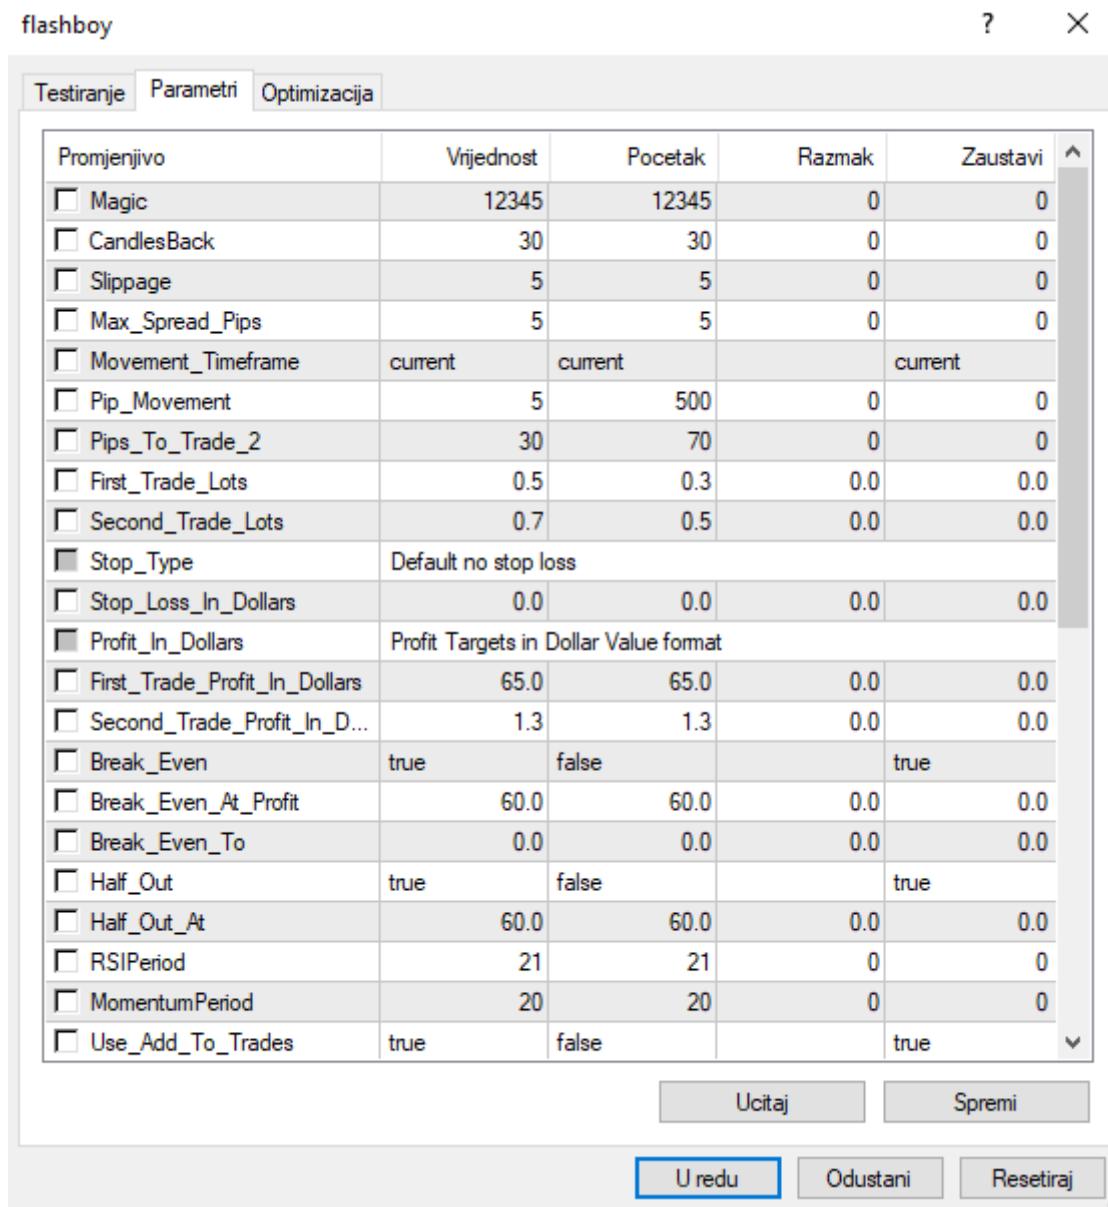 flashboy ? ×
Testiranje Parametri Optimizacija
Promjenjivo Vrijednost Pocetak Razmak Zaustavi
Magic 12345 12345 0 0
CandlesBack 30 30 0 0
Slippage 5 5 0 0
Max_Spread_Pips 5 5 0 0
Movement_Timeframe current current current
Pip_Movement 5 500 0 0
Pips_To_Trade_2 30 70 0 0
First_Trade_Lots 0.5 0.3 0.0 0.0
Second_Trade_Lots 0.7 0.5 0.0 0.0
Stop_Type Default no stop loss
Stop_Loss_In_Dollars 0.0 0.0 0.0 0.0
Profit_In_Dollars Profit Targets in Dollar Value format
First_Trade_Profit_In_Dollars 65.0 65.0 0.0 0.0
Second_Trade_Profit_In_D... 1.3 1.3 0.0 0.0
Break_Even true false true
Break_Even_At_Profit 60.0 60.0 0.0 0.0
Break_Even_To 0.0 0.0 0.0 0.0
Half_Out true false true
Half_Out_At 60.0 60.0 0.0 0.0
RSIPeriod 21 21 0 0
MomentumPeriod 20 20 0 0
Use_Add_To_Trades true false true
Ucitaj Spremi
U redu Odustani Resetiraj